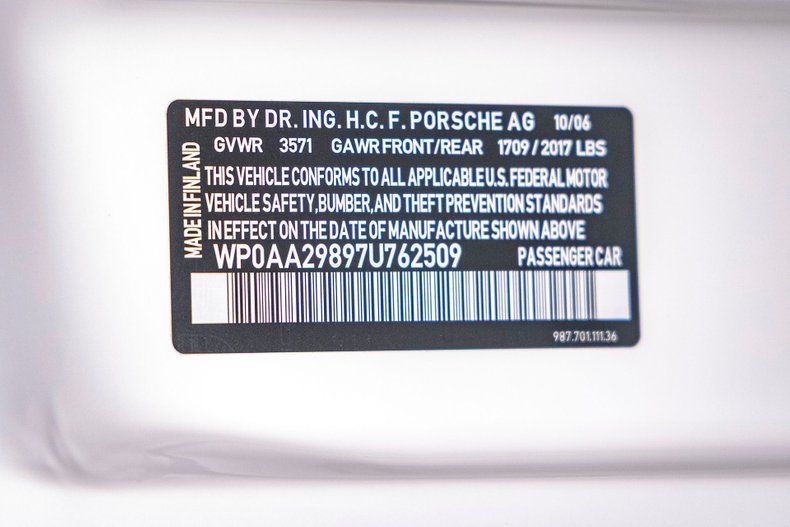 MFD BY DR. ING. H.C. F. PORSCHE AG 10/06
GVWR 3571 GAWR FRONT/REAR 1709 / 2017 LBS
MADE IN FINLAND
THIS VEHICLE CONFORMS TO ALL APPLICABLE U.S. FEDERAL MOTOR
VEHICLE SAFETY, BUMBER, AND THEFT PREVENTION STANDARDS
IN EFFECT ON THE DATE OF MANUFACTURE SHOWN ABOVE
WP0AA29897U762509 PASSENGER CAR
987.701.111.36